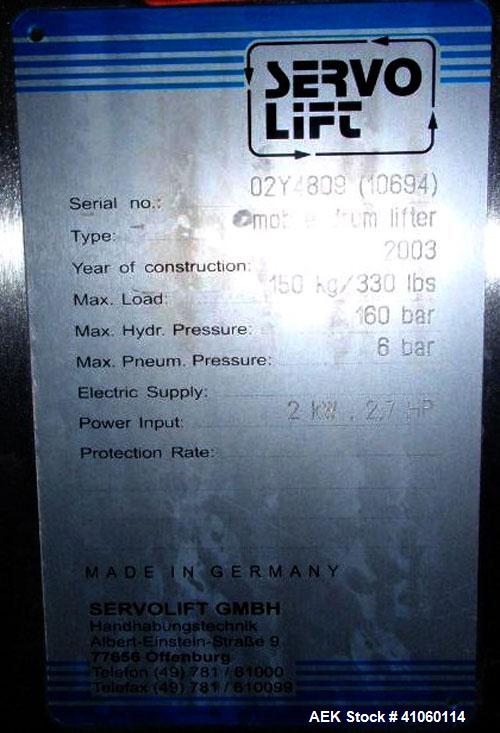 SERVO
LiFT
Serial no.: 02Y4809 (10694)
Type: mobile drum lifter
Year of construction: 2003
Max. Load: 150 kg/330 lbs
Max. Hydr. Pressure: 160 bar
Max. Pneum. Pressure: 6 bar
Electric Supply:
Power Input: 2 kW , 2,7 HP
Protection Rate:
MADE IN GERMANY
SERVOLIFT GMBH
Handhabungstechnik
Albert-Einstein-Straße 9
77656 Offenburg
Telefon (49) 781 / 61000
Telefax (49) 781 / 610099
AEK Stock # 41060114